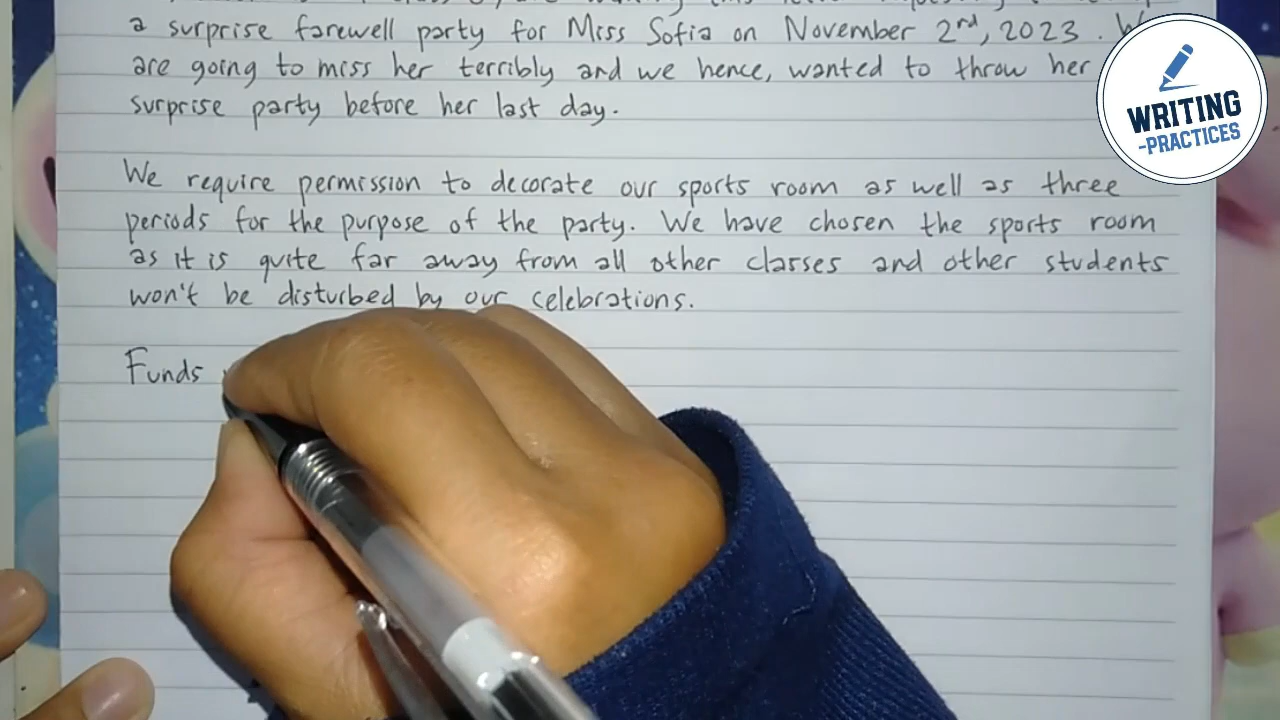 a surprise farewell party for Miss Sofia on November 2nd, 2023.
are going to miss her terribly and we hence, wanted to throw her
surprise party before her last day.
We require permission to decorate our sports room as well as three
periods for the purpose of the party. We have chosen the sports room
as it is quite far away from all other classes and other students
won't be disturbed by our celebrations.
Funds
WRITING
-PRACTICES